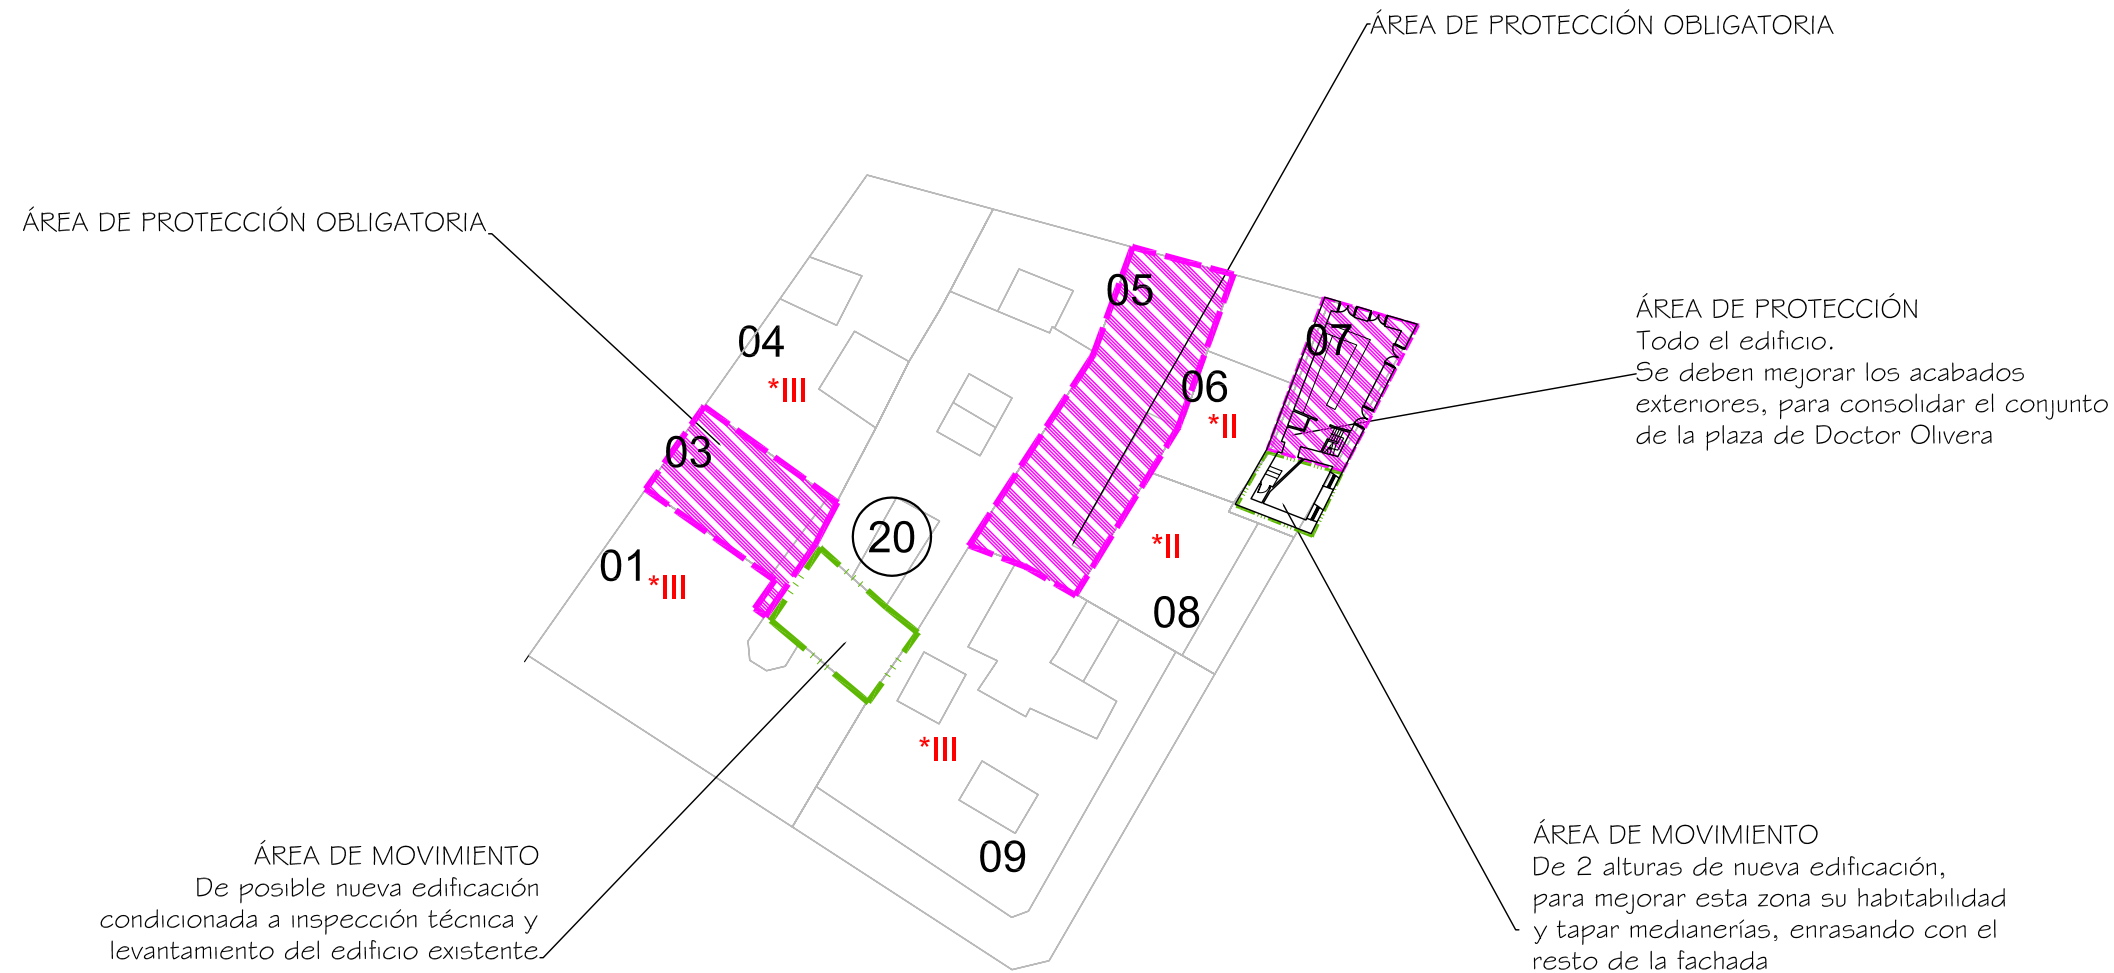 ÁREA DE PROTECCIÓN OBLIGATORIA
ÁREA DE PROTECCIÓN OBLIGATORIA
05
07
ÁREA DE PROTECCIÓN
Todo el edificio.
Se deben mejorar los acabados
exteriores, para consolidar el conjunto
de la plaza de Doctor Olivera
04
*III
06
*II
03
20
01
*III
*II
08
*III
09
ÁREA DE MOVIMIENTO
De posible nueva edificación
condicionada a inspección técnica y
levantamiento del edificio existente
ÁREA DE MOVIMIENTO
De 2 alturas de nueva edificación,
para mejorar esta zona su habitabilidad
y tapar medianerías, enrasando con el
resto de la fachada